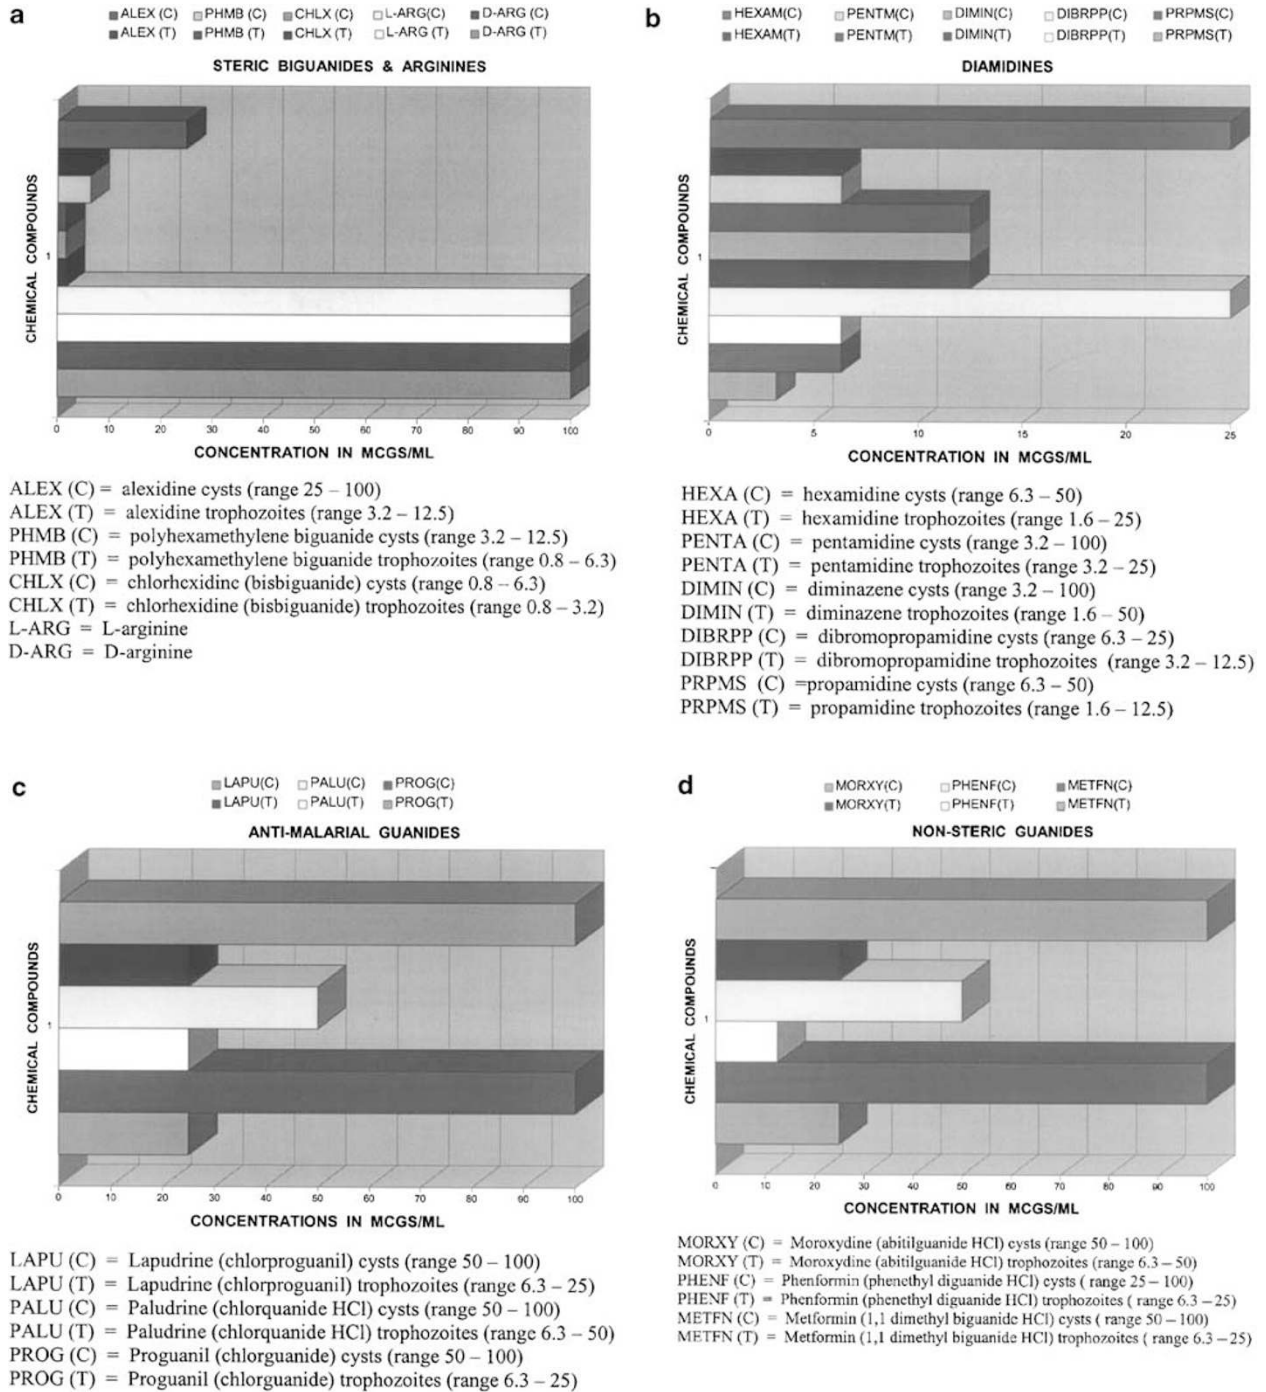 a
ALEX (C) PHMB (C) CHLX (C) L-ARG(C) D-ARG (C)
ALEX (T) PHMB (T) CHLX (T) L-ARG (T) D-ARG (T)
STERIC BIGUANIDES & ARGININES
CHEMICAL COMPOUNDS
1
0 10 20 30 40 50 60 70 80 90 100
CONCENTRATION IN MCGS/ML
ALEX (C) = alexidine cysts (range 25 – 100)
ALEX (T) = alexidine trophozoites (range 3.2 – 12.5)
PHMB (C) = polyhexamethylene biguanide cysts (range 3.2 – 12.5)
PHMB (T) = polyhexamethylene biguanide trophozoites (range 0.8 – 6.3)
CHLX (C) = chlorhexidine (bisbiguanide) cysts (range 0.8 – 6.3)
CHLX (T) = chlorhexidine (bisbiguanide) trophozoites (range 0.8 – 3.2)
L-ARG = L-arginine
D-ARG = D-arginine
b
HEXAM(C) PENTM(C) DIMIN(C) DIBRPP(C) PRPMS(C)
HEXAM(T) PENTM(T) DIMIN(T) DIBRPP(T) PRPMS(T)
DIAMIDINES
CHEMICAL COMPOUNDS
1
0 5 10 15 20 25
CONCENTRATION IN MCGS/ML
HEXA (C) = hexamidine cysts (range 6.3 – 50)
HEXA (T) = hexamidine trophozoites (range 1.6 – 25)
PENTA (C) = pentamidine cysts (range 3.2 – 100)
PENTA (T) = pentamidine trophozoites (range 3.2 – 25)
DIMIN (C) = diminazene cysts (range 3.2 – 100)
DIMIN (T) = diminazene trophozoites (range 1.6 – 50)
DIBRPP (C) = dibromopropamidine cysts (range 6.3 – 25)
DIBRPP (T) = dibromopropamidine trophozoites (range 3.2 – 12.5)
PRPMS (C) =propamidine cysts (range 6.3 – 50)
PRPMS (T) = propamidine trophozoites (range 1.6 – 12.5)
c
LAPU(C) PALU(C) PROG(C)
LAPU(T) PALU(T) PROG(T)
ANTI-MALARIAL GUANIDES
CHEMICAL COMPOUNDS
1
0 10 20 30 40 50 60 70 80 90 100
CONCENTRATIONS IN MCGS/ML
LAPU (C) = Lapudrine (chlorproguanil) cysts (range 50 – 100)
LAPU (T) = Lapudrine (chlorproguanil) trophozoites (range 6.3 – 25)
PALU (C) = Paludrine (chlorquanide HCl) cysts (range 50 – 100)
PALU (T) = Paludrine (chlorquanide HCl) trophozoites (range 6.3 – 50)
PROG (C) = Proguanil (chlorguanide) cysts (range 50 – 100)
PROG (T) = Proguanil (chlorguanide) trophozoites (range 6.3 – 25)
d
MORXY(C) PHENF(C) METFN(C)
MORXY(T) PHENF(T) METFN(T)
NON-STERIC GUANIDES
CHEMICAL COMPOUNDS
1
0 10 20 30 40 50 60 70 80 90 100
CONCENTRATION IN MCGS/ML
MORXY (C) = Moroxydine (abitilguanide HCl) cysts (range 50 – 100)
MORXY (T) = Moroxydine (abitilguanide HCl) trophozoites (range 6.3 – 50)
PHENF (C) = Phenformin (phenethyl diguanide HCl) cysts ( range 25 – 100)
PHENF (T) = Phenformin (phenethyl diguanide HCl) trophozoites ( range 6.3 – 25)
METFN (C) = Metformin (1,1 dimethyl biguanide HCl) cysts ( range 50 – 100)
METFN (T) = Metformin (1,1 dimethyl biguanide HCl) trophozoites ( range 6.3 – 25)